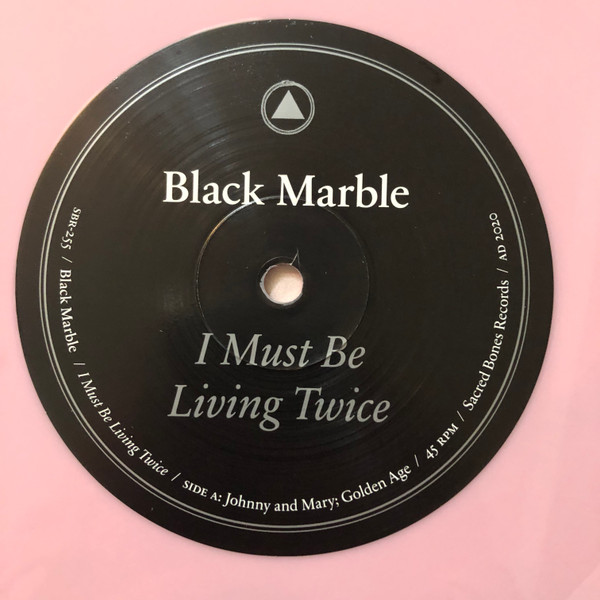 Black Marble
I Must Be
Living Twice
SBR-255 / Black Marble / I Must Be Living Twice / SIDE A: Johnny and Mary; Golden Age / 45 RPM / Sacred Bones Records / AD 2020